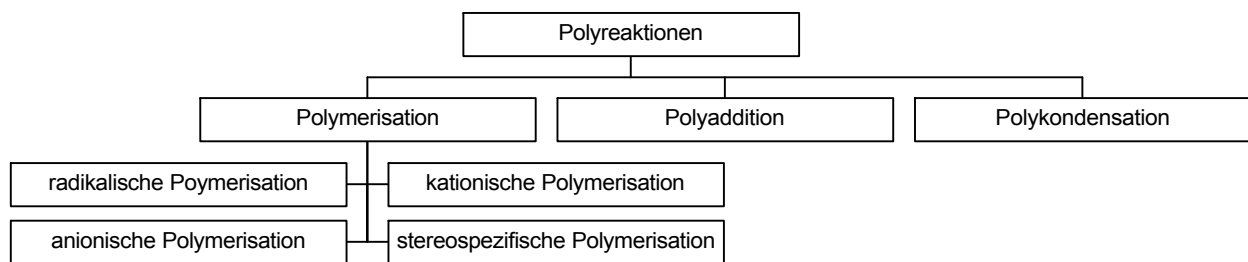 Polyreaktionen
Polymerisation
Polyaddition
Polykondensation
radikalische Poymerisation
kationische Polymerisation
anionische Polymerisation
stereospezifische Polymerisation